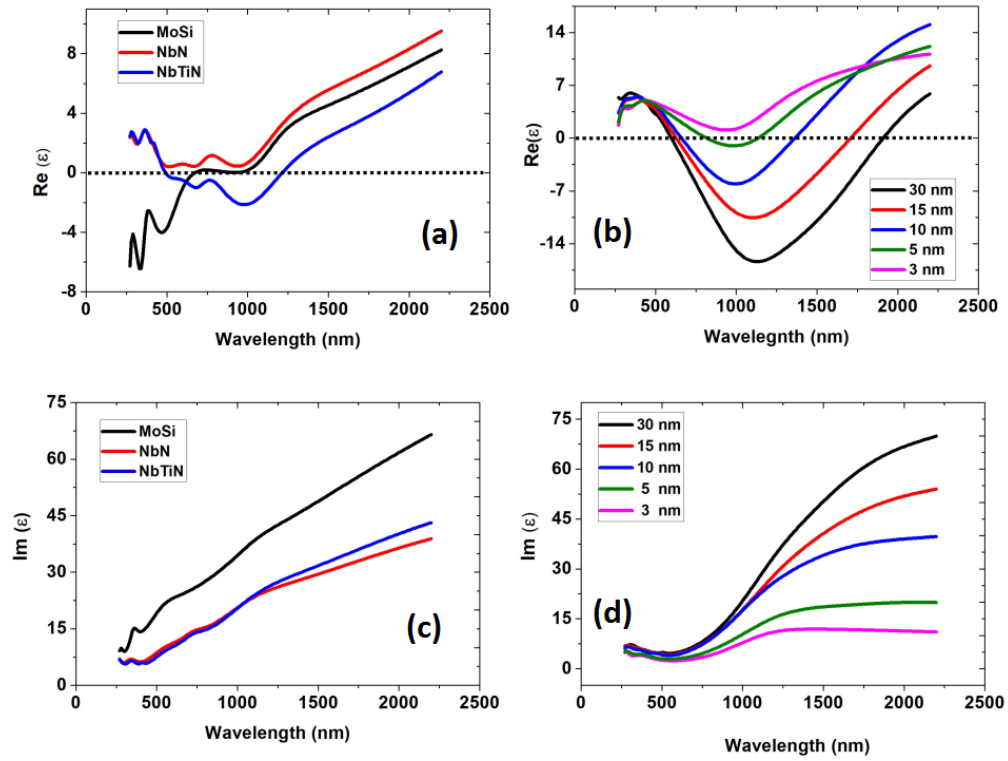 MoSi
NbN
NbTiN
8
4
0
-4
-8
Re (ε)
0
500
1000
1500
2000
2500
Wavelength (nm)
(a)
14
7
0
-7
-14
Re(ε)
30 nm
15 nm
10 nm
5 nm
3 nm
0
500
1000
1500
2000
2500
Wavelegnth (nm)
(b)
MoSi
NbN
NbTiN
75
60
45
30
15
0
Im (ε)
0
500
1000
1500
2000
2500
Wavelength (nm)
(c)
30 nm
15 nm
10 nm
5 nm
3 nm
75
60
45
30
15
0
Im (ε)
0
500
1000
1500
2000
2500
Wavelength (nm)
(d)